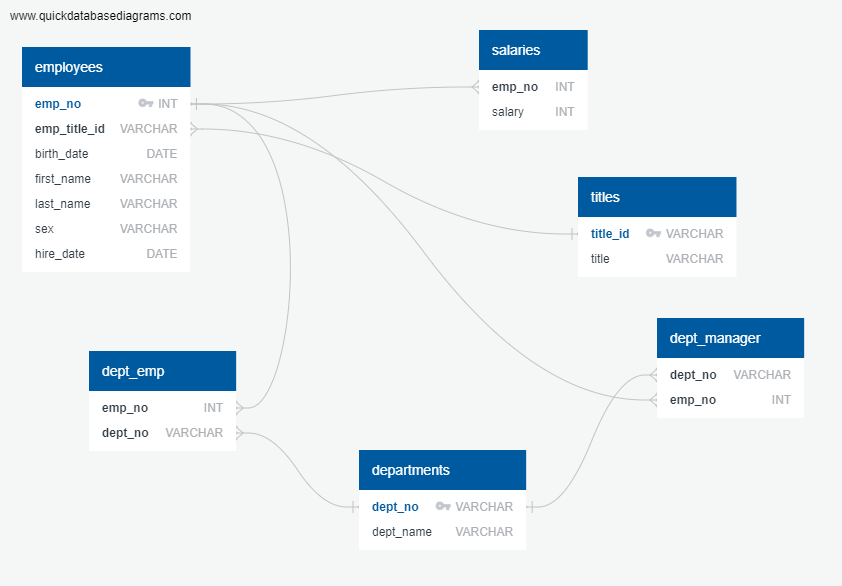 www.quickdatabasediagrams.com
employees
emp_no INT
emp_title_id VARCHAR
birth_date DATE
first_name VARCHAR
last_name VARCHAR
sex VARCHAR
hire_date DATE
salaries
emp_no INT
salary INT
titles
title_id VARCHAR
title VARCHAR
dept_manager
dept_no VARCHAR
emp_no INT
dept_emp
emp_no INT
dept_no VARCHAR
departments
dept_no VARCHAR
dept_name VARCHAR